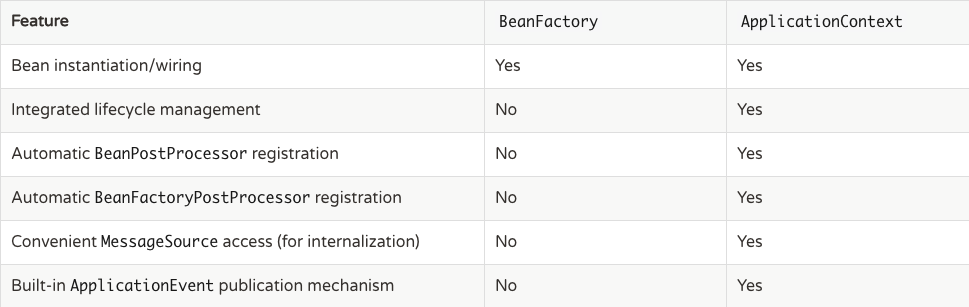 Feature BeanFactory ApplicationContext
Bean instantiation/wiring Yes Yes
Integrated lifecycle management No Yes
Automatic BeanPostProcessor registration No Yes
Automatic BeanFactoryPostProcessor registration No Yes
Convenient MessageSource access (for internalization) No Yes
Built-in ApplicationEvent publication mechanism No Yes